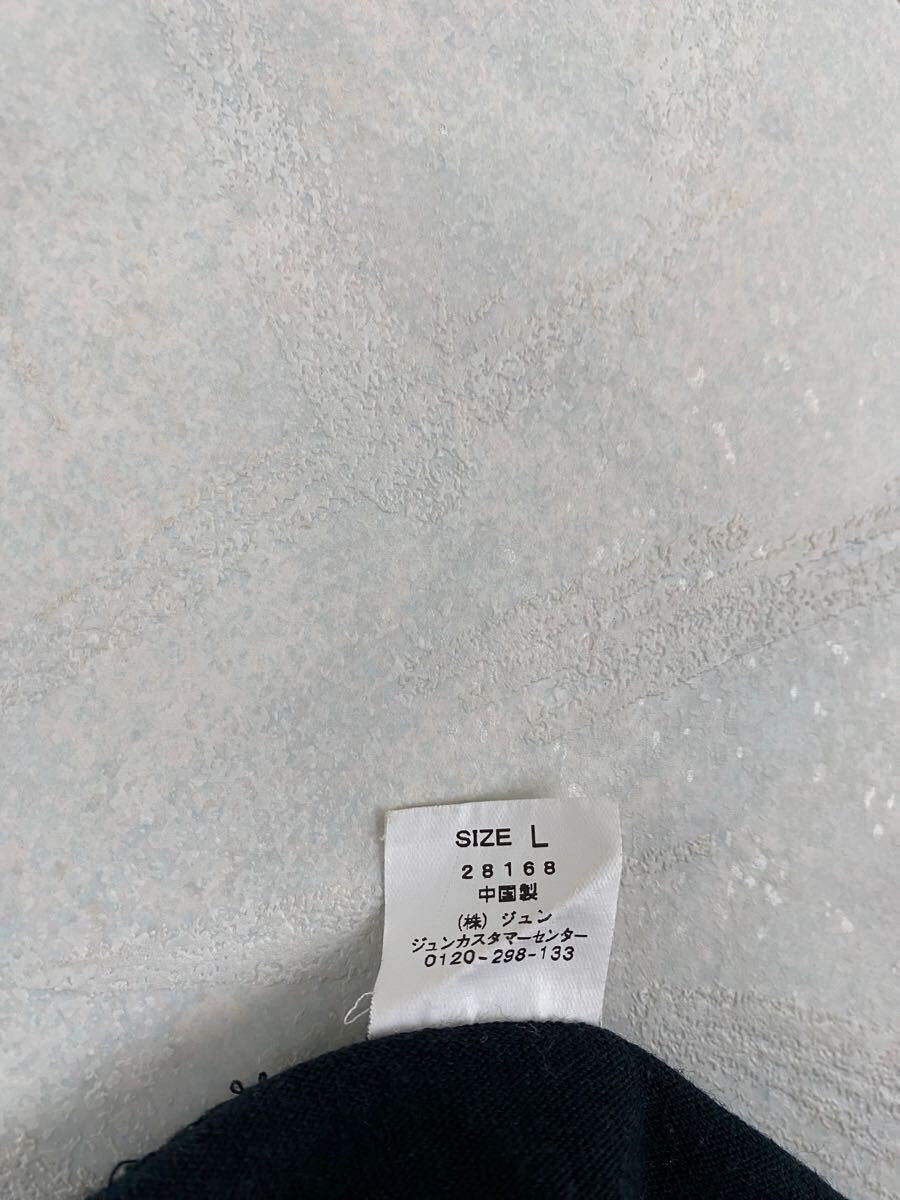 SIZE L
28168
中国製
(株) ジュン
ジュンカスタマーセンター
0120-298-133